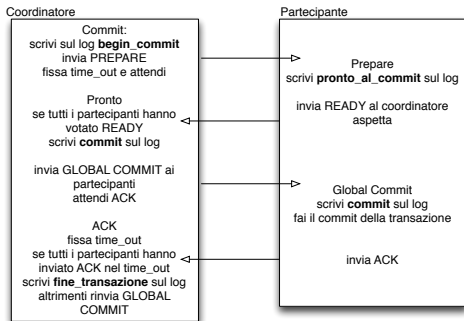 Coordinatore
Commit:
scrivi sul log begin_commit
invia PREPARE
fissa time_out e attendi
Pronto
se tutti i partecipanti hanno
votato READY
scrivi commit sul log
invia GLOBAL COMMIT ai
partecipanti
attendi ACK
ACK
fissa time_out
se tutti i partecipanti hanno
inviato ACK nel time_out
scrivi fine_transazione sul log
altrimenti rinvia GLOBAL
COMMIT
Partecipante
Prepare
scrivi pronto_al_commit sul log
invia READY al coordinatore
aspetta
Global Commit
scrivi commit sul log
fai il commit della transazione
invia ACK